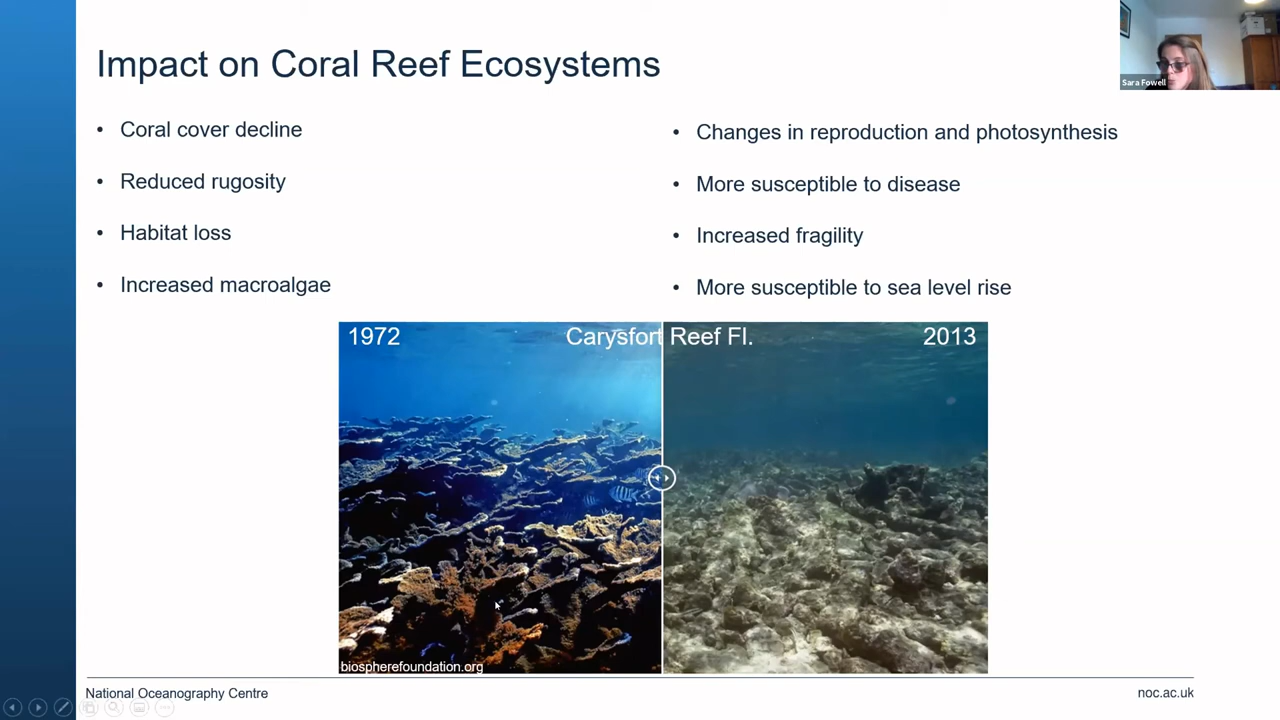 Impact on Coral Reef Ecosystems
Sara Fowell
• Coral cover decline
• Reduced rugosity
• Habitat loss
• Increased macroalgae
• Changes in reproduction and photosynthesis
• More susceptible to disease
• Increased fragility
• More susceptible to sea level rise
1972 Carysfort Reef Fl. 2013
biospherefoundation.org
National Oceanography Centre
noc.ac.uk